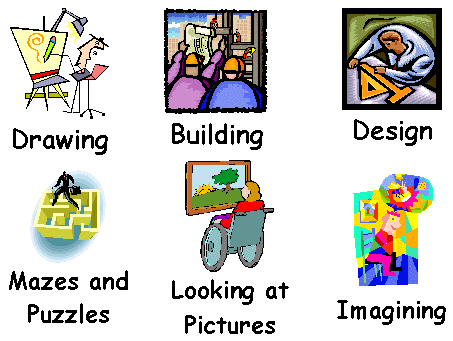 Drawing
Building
Design
Mazes and
Puzzles
Looking at
Pictures
Imagining